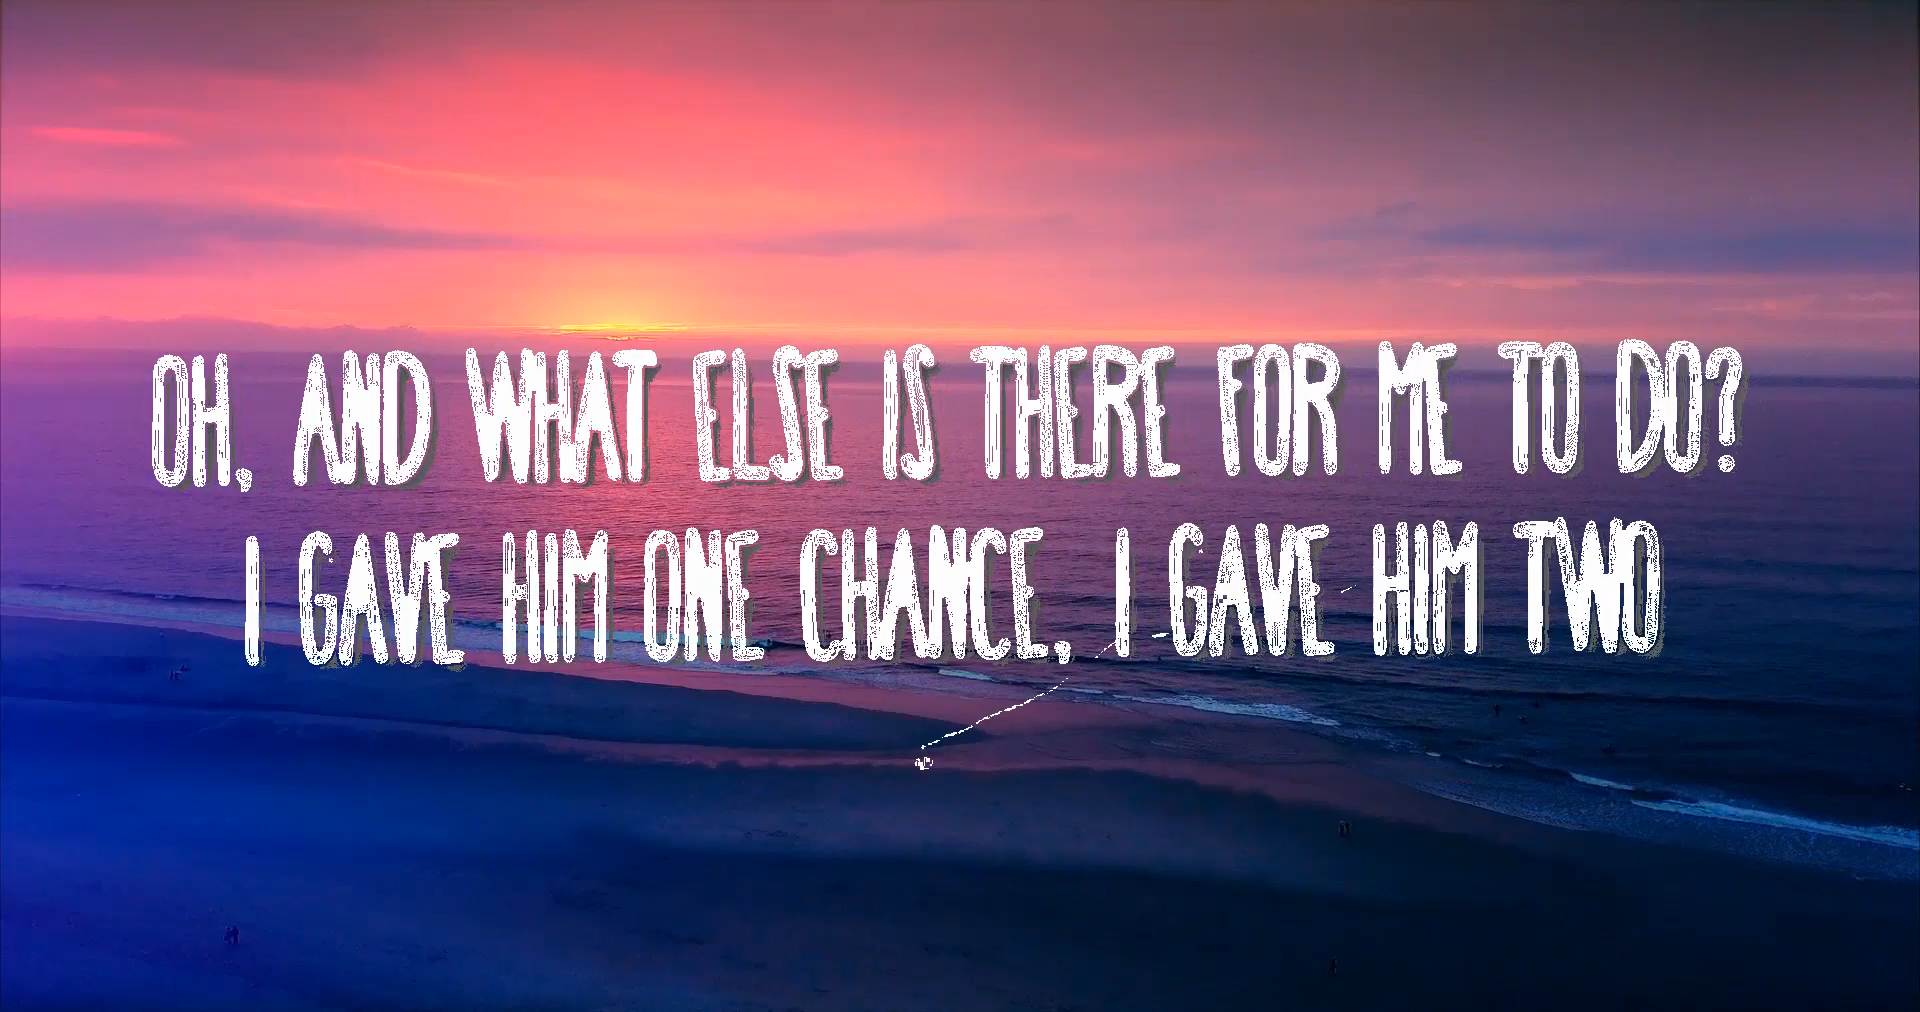 OH, AND WHAT ELSE IS THERE FOR ME TO DO?
I GAVE HIM ONE CHANCE, I GAVE HIM TWO